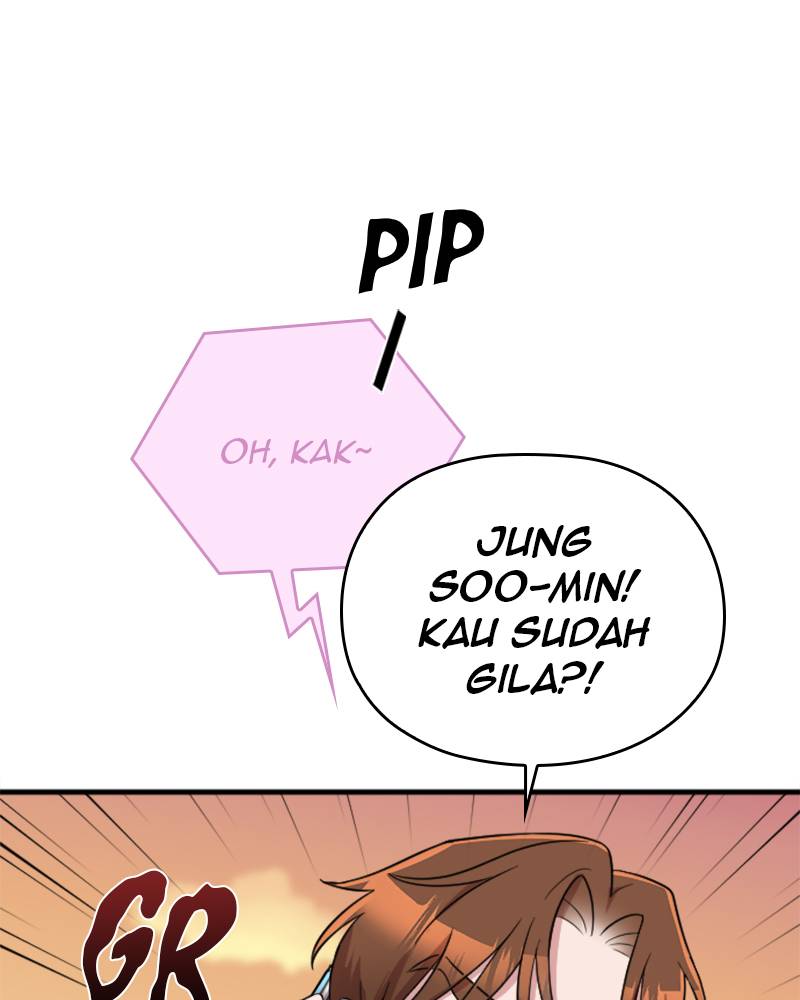 PIP
OH, KAK~
JUNG
SOO-MIN!
KAU SUDAH
GILA?!
GR